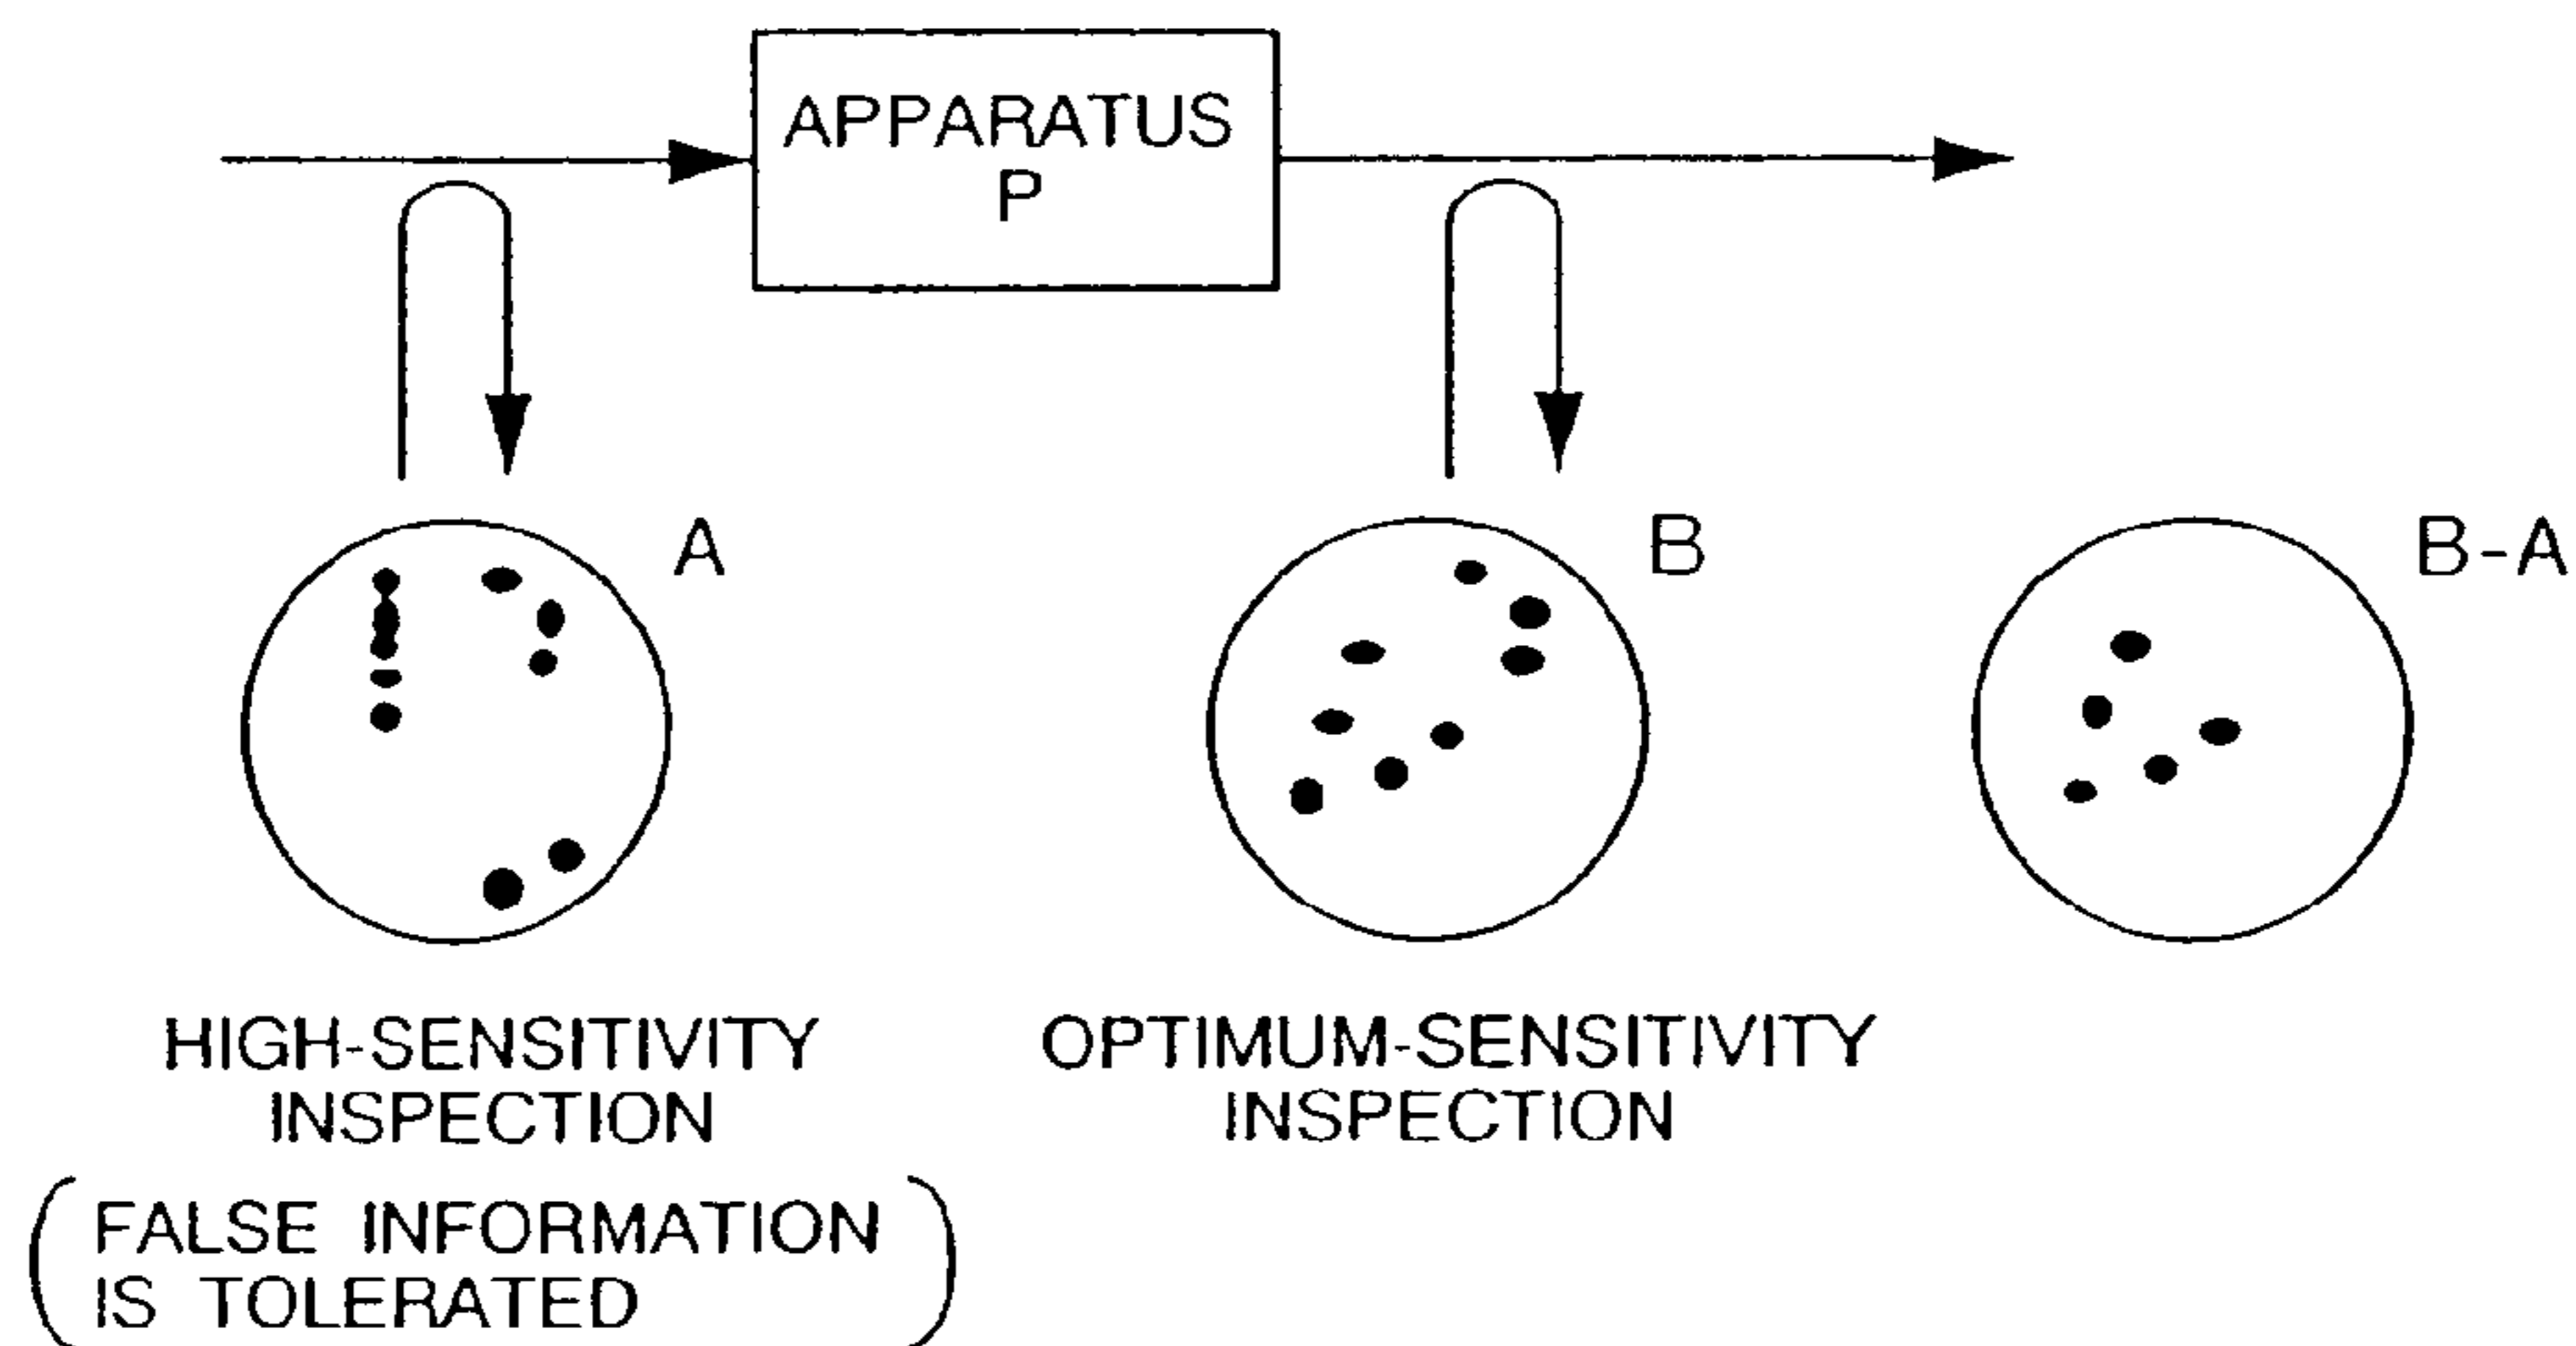 APPARATUS
P
A
B
B-A
HIGH-SENSITIVITY
INSPECTION
(FALSE INFORMATION
IS TOLERATED)
OPTIMUM-SENSITIVITY
INSPECTION